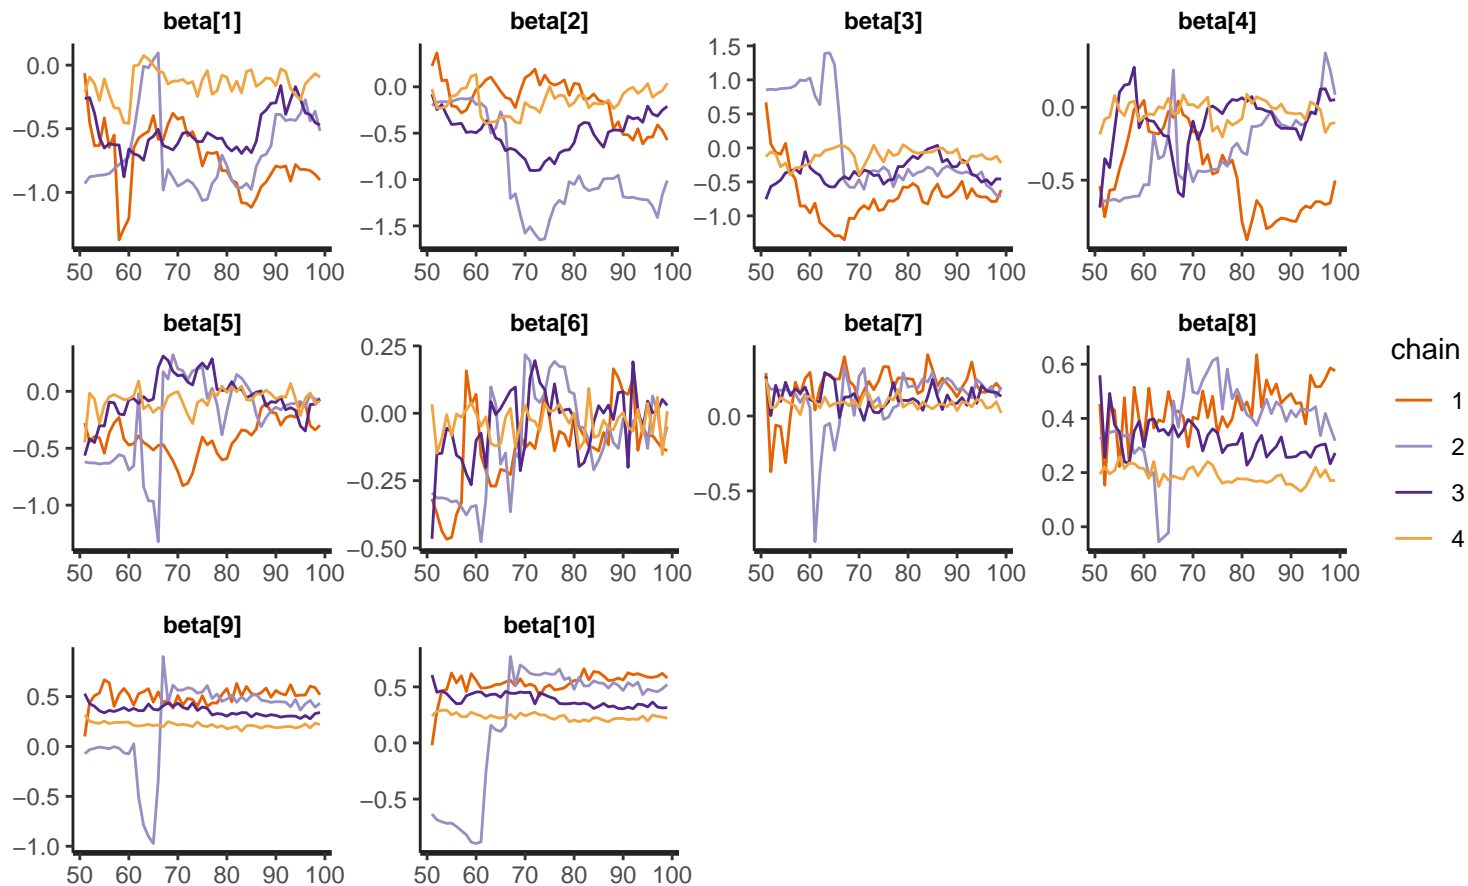 beta[1] beta[2] beta[3] beta[4]
0.0 −0.5 −1.0
0.0 −0.5 −1.0 −1.5
1.5 1.0 0.5 0.0 −0.5 −1.0
0.0 −0.5
50 60 70 80 90 100 50 60 70 80 90 100 50 60 70 80 90 100 50 60 70 80 90 100
beta[5] beta[6] beta[7] beta[8]
0.0 −0.5 −1.0
0.25 0.00 −0.25 −0.50
0.0 −0.5
0.6 0.4 0.2 0.0
50 60 70 80 90 100 50 60 70 80 90 100 50 60 70 80 90 100 50 60 70 80 90 100
chain
1
2
3
4
beta[9] beta[10]
0.5 0.0 −0.5 −1.0
0.5 0.0 −0.5
50 60 70 80 90 100 50 60 70 80 90 100